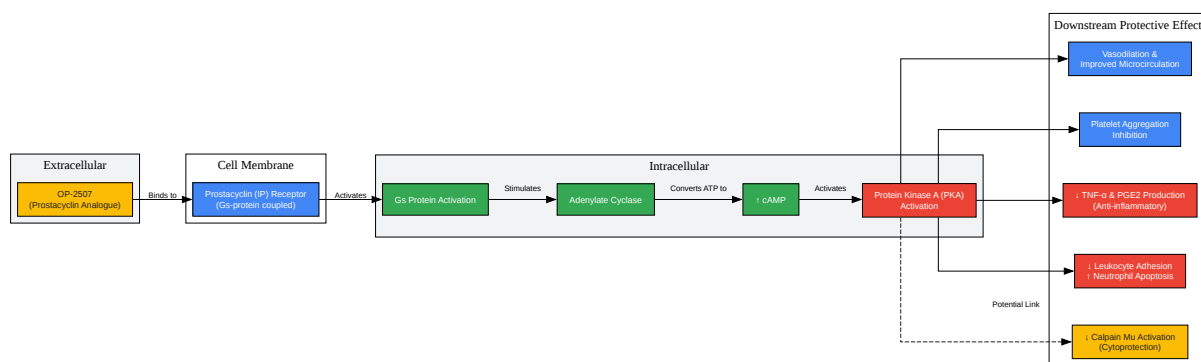 Downstream Protective Effect
Vasodilation &
Improved Microcirculation
Platelet Aggregation
Inhibition
Extracellular
Cell Membrane
Intracellular
OP-2507
(Prostacyclin Analogue)
Binds to
Prostacyclin (IP) Receptor
(Gs-protein coupled)
Activates
Gs Protein Activation
Stimulates
Adenylate Cyclase
Converts ATP to
↑ cAMP
Activates
Protein Kinase A (PKA)
Activation
↓ TNF-α & PGE2 Production
(Anti-inflammatory)
↓ Leukocyte Adhesion
↑ Neutrophil Apoptosis
Potential Link
↓ Calpain Mu Activation
(Cytoprotection)